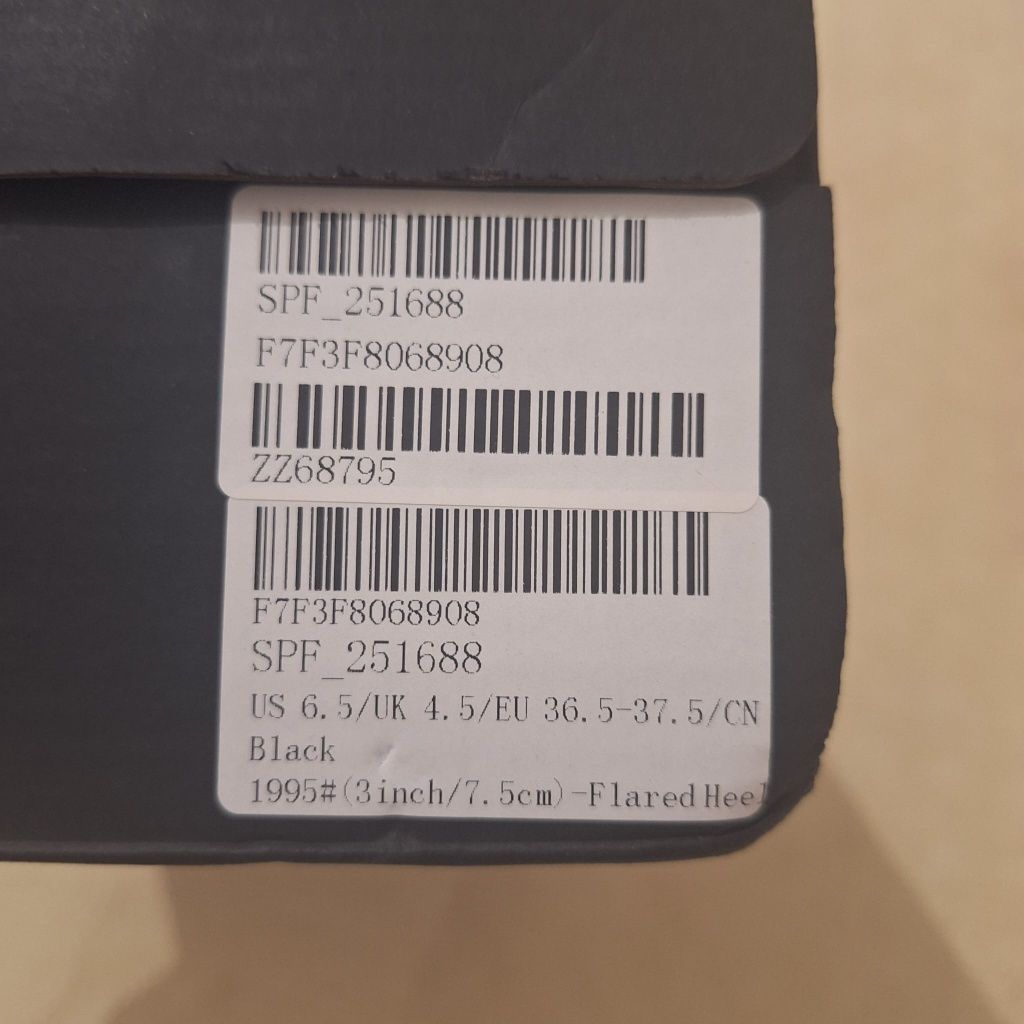 SPF_251688
F7F3F8068908
ZZ68795
F7F3F8068908
SPF_251688
US 6.5/UK 4.5/EU 36.5-37.5/CN
Black
1995#(3inch/7.5cm)-Flared Heel